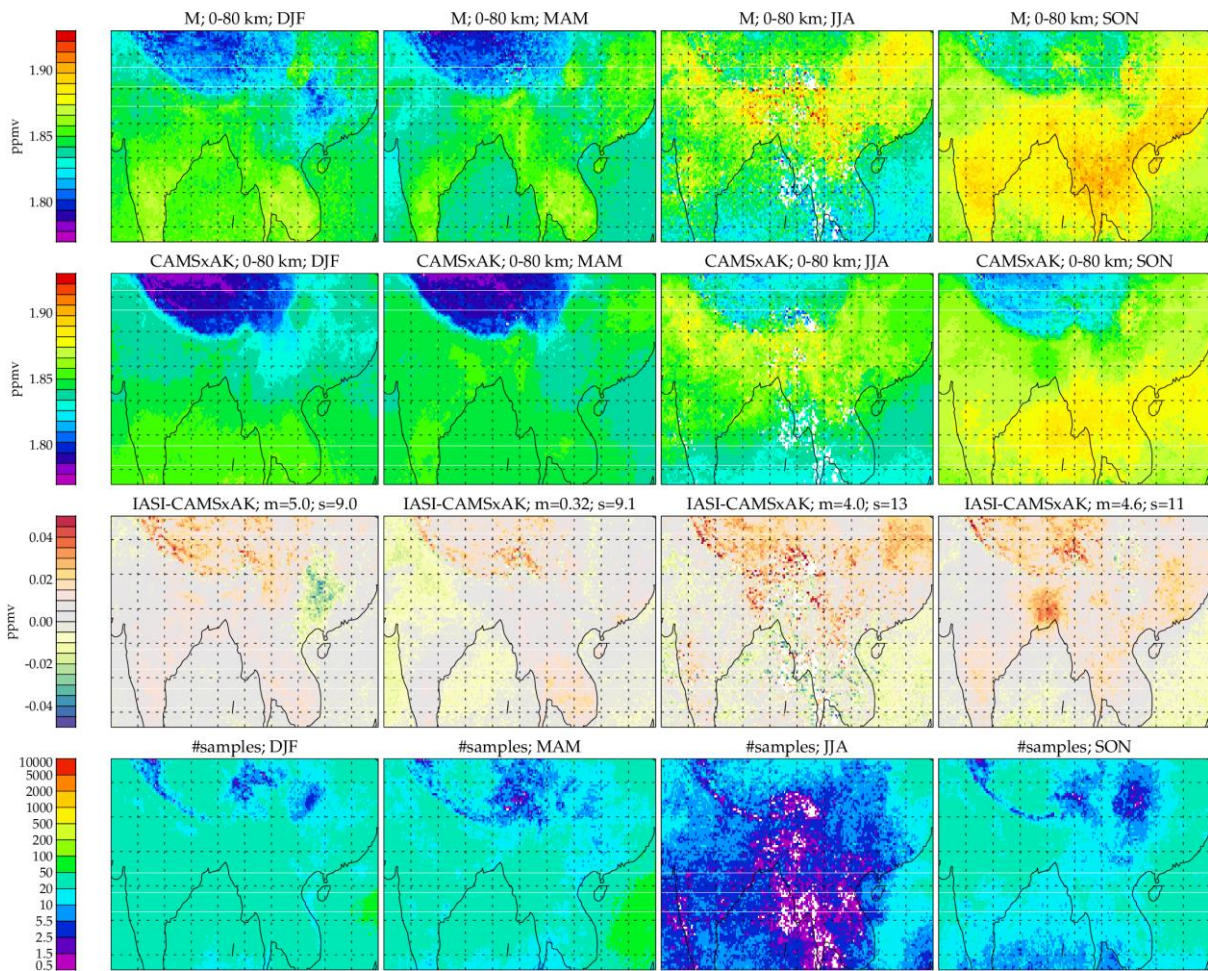 M; 0-80 km; DJF
M; 0-80 km; MAM
M; 0-80 km; JJA
M; 0-80 km; SON
1.90
1.85
1.80
ppmv
CAMSxAK; 0-80 km; DJF
CAMSxAK; 0-80 km; MAM
CAMSxAK; 0-80 km; JJA
CAMSxAK; 0-80 km; SON
1.90
1.85
1.80
ppmv
IASI-CAMSxAK; m=5.0; s=9.0
IASI-CAMSxAK; m=0.32; s=9.1
IASI-CAMSxAK; m=4.0; s=13
IASI-CAMSxAK; m=4.6; s=11
0.04
0.02
0.00
-0.02
-0.04
ppmv
#samples; DJF
#samples; MAM
#samples; JJA
#samples; SON
10000
5000
2000
1000
500
200
100
50
20
10
5.5
2.5
1.5
0.5